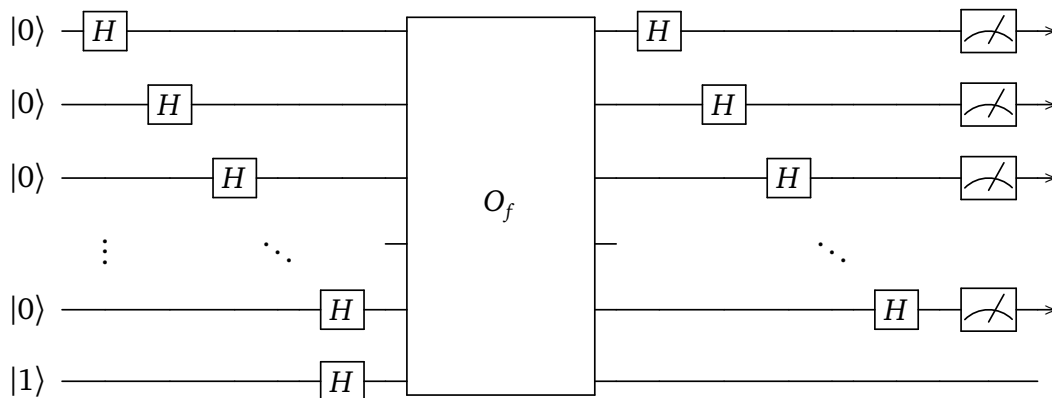 |0⟩ H H
|0⟩ H H
|0⟩ H H
O_f
⋮ ⋱ ⋱
|0⟩ H H
|1⟩ H